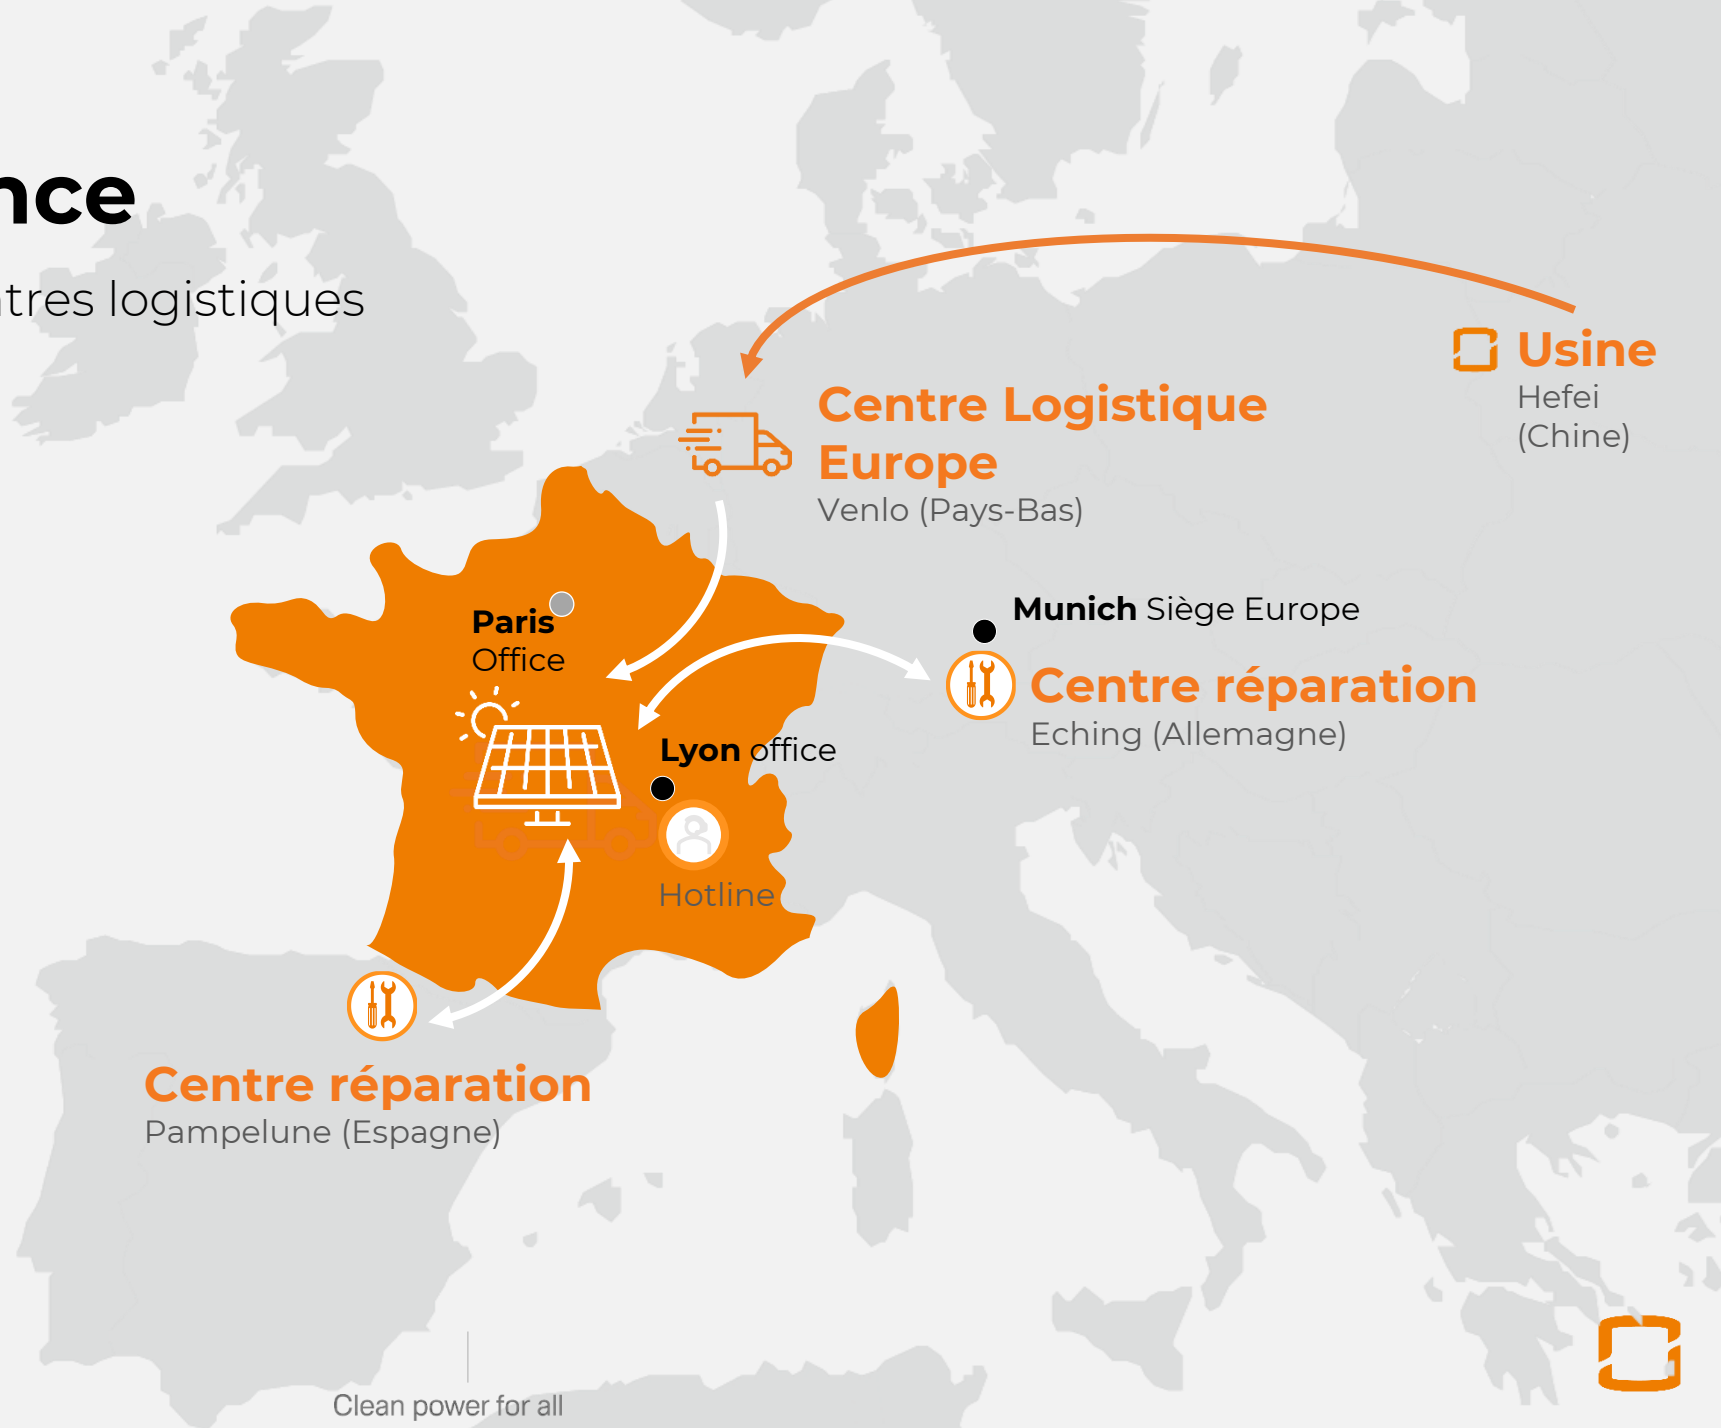 nce
tres logistiques
Usine
Hefei
(Chine)
Centre Logistique
Europe
Venlo (Pays-Bas)
Paris
Office
Munich Siège Europe
Centre réparation
Eching (Allemagne)
Lyon office
Hotline
Centre réparation
Pampelune (Espagne)
Clean power for all